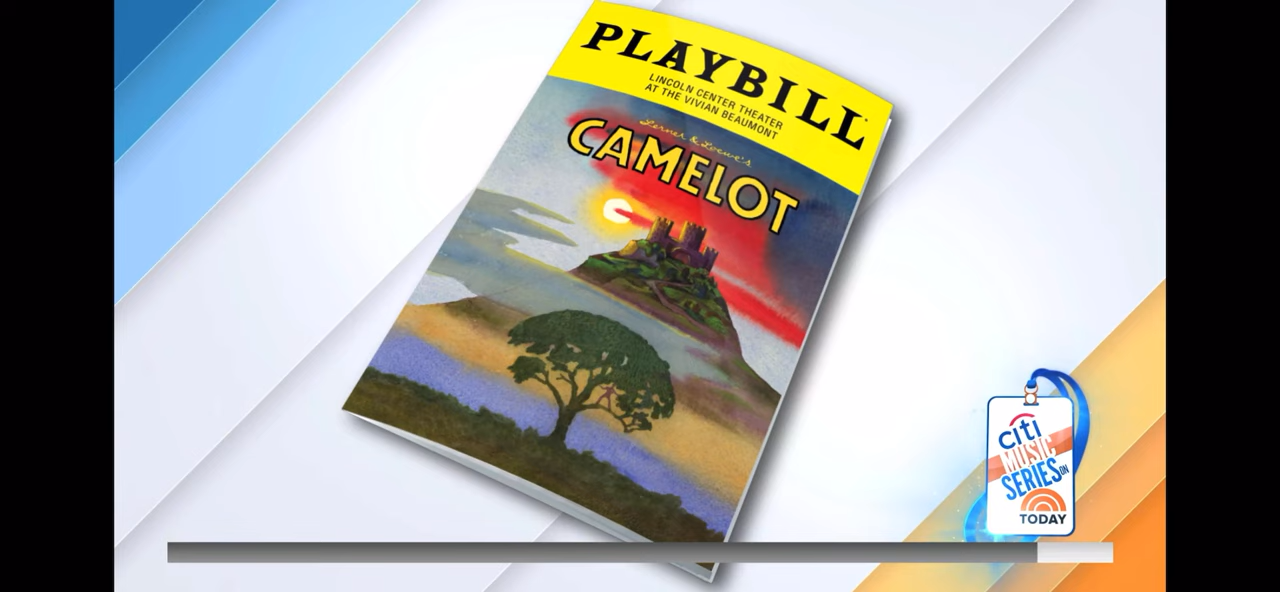 PLAYBILL
LINCOLN CENTER THEATER
AT THE VIVIAN BEAUMONT
Lerner & Loewe's
CAMELOT
citi
MUSIC
SERIES ON
TODAY